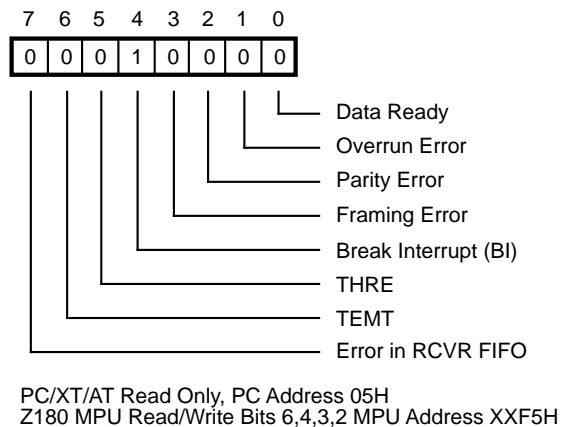 7 6 5 4 3 2 1 0
0 0 0 1 0 0 0 0
Data Ready
Overrun Error
Parity Error
Framing Error
Break Interrupt (BI)
THRE
TEMT
Error in RCVR FIFO
PC/XT/AT Read Only, PC Address 05H
Z180 MPU Read/Write Bits 6,4,3,2 MPU Address XXF5H